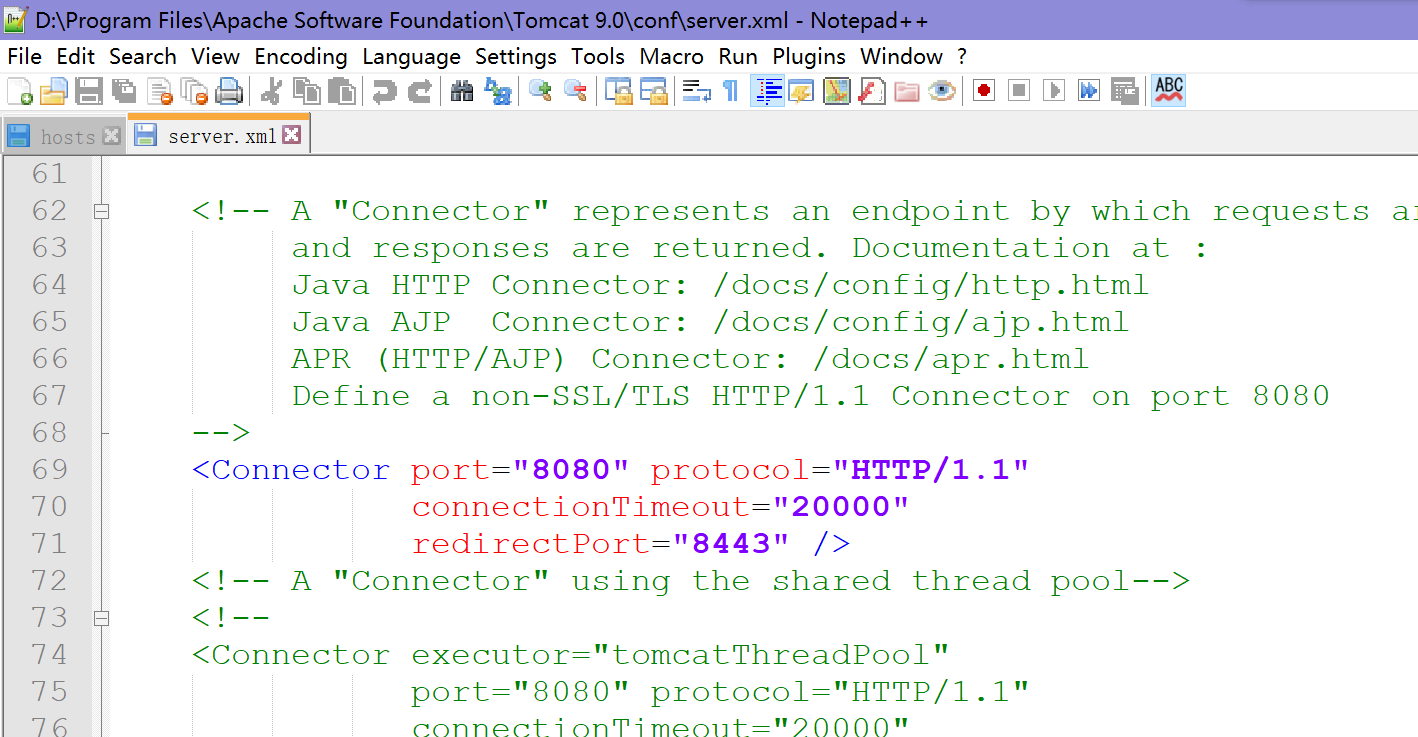 D:\Program Files\Apache Software Foundation\Tomcat 9.0\conf\server.xml - Notepad++
File Edit Search View Encoding Language Settings Tools Macro Run Plugins Window ?
ABC
hosts server.xml
61
62 <!-- A "Connector" represents an endpoint by which requests
63 and responses are returned. Documentation at :
64 Java HTTP Connector: /docs/config/http.html
65 Java AJP  Connector: /docs/config/ajp.html
66 APR (HTTP/AJP) Connector: /docs/apr.html
67 Define a non-SSL/TLS HTTP/1.1 Connector on port 8080
68 -->
69 <Connector port="8080" protocol="HTTP/1.1"
70 connectionTimeout="20000"
71 redirectPort="8443" />
72 <!-- A "Connector" using the shared thread pool-->
73 <!--
74 <Connector executor="tomcatThreadPool"
75 port="8080" protocol="HTTP/1.1"
76 connectionTimeout="20000"